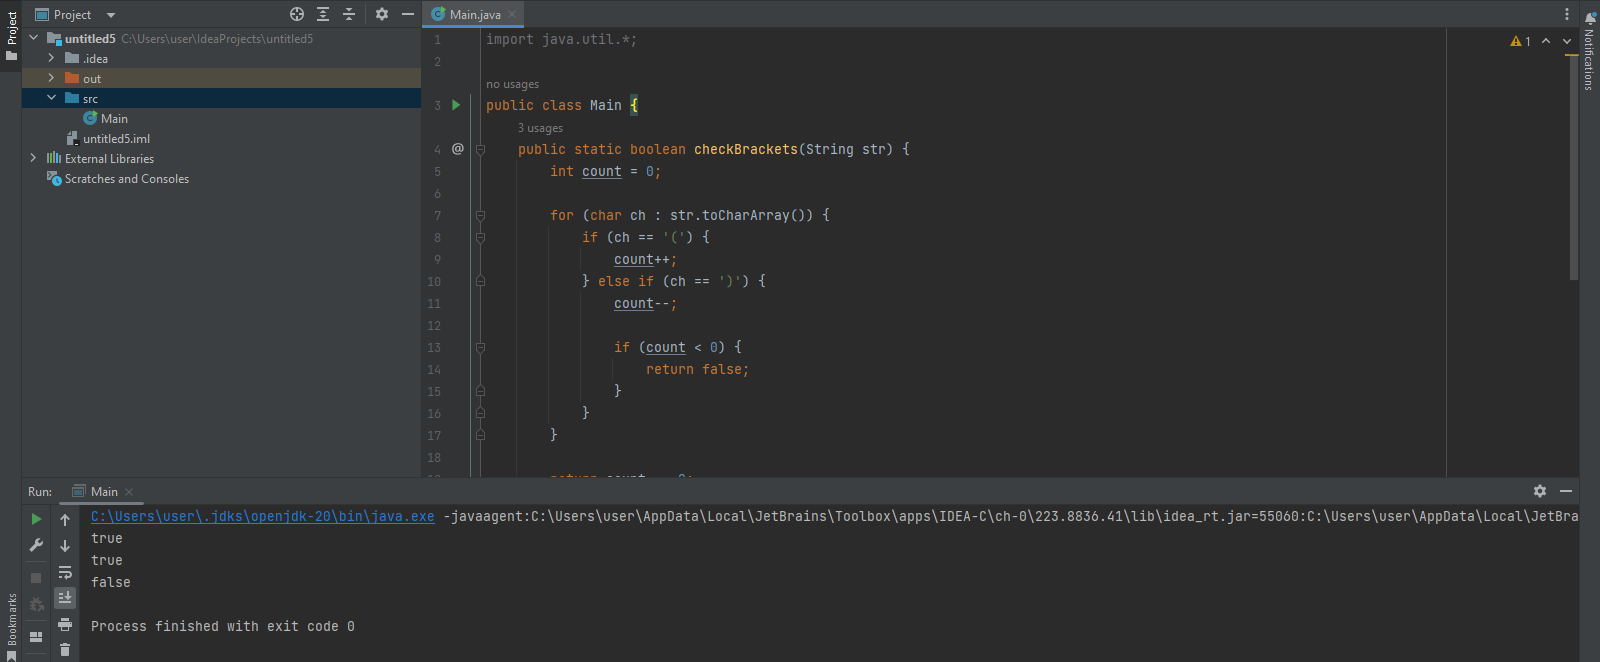 Project
Project
untitled5 C:\Users\user\IdeaProjects\untitled5
.idea
out
src
Main
untitled5.iml
External Libraries
Scratches and Consoles
Main.java
1 import java.util.*;
2
no usages
3 public class Main {
3 usages
4 @ public static boolean checkBrackets(String str) {
5 int count = 0;
6
7 for (char ch : str.toCharArray()) {
8 if (ch == '(') {
9 count++;
10 } else if (ch == ')') {
11 count--;
12
13 if (count < 0) {
14 return false;
15 }
16 }
17 }
18
1
Notifications
Run: Main
C:\Users\user\.jdks\openjdk-20\bin\java.exe -javaagent:C:\Users\user\AppData\Local\JetBrains\Toolbox\apps\IDEA-C\ch-0\223.8836.41\lib\idea_rt.jar=55060:C:\Users\user\AppData\Local\JetBra
true
true
false
Process finished with exit code 0
Bookmarks